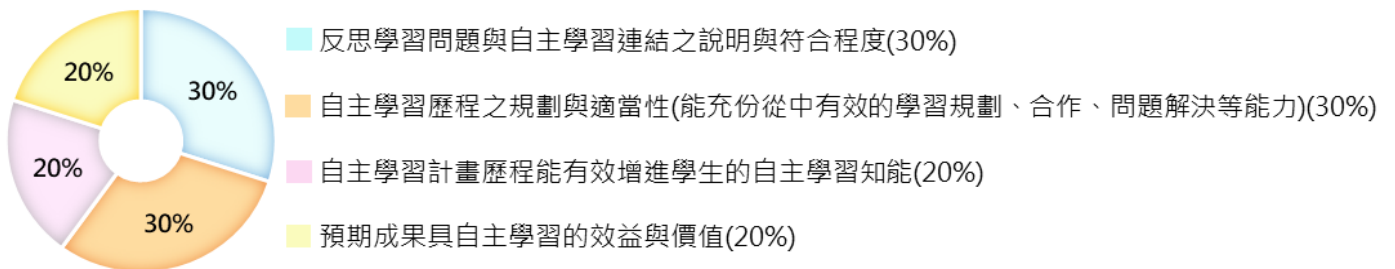 30%
30%
20%
20%
反思學習問題與自主學習連結之說明與符合程度(30%)
自主學習歷程之規劃與適當性(能充份從中有效的學習規劃、合作、問題解決等能力)(30%)
自主學習計畫歷程能有效增進學生的自主學習知能(20%)
預期成果具自主學習的效益與價值(20%)